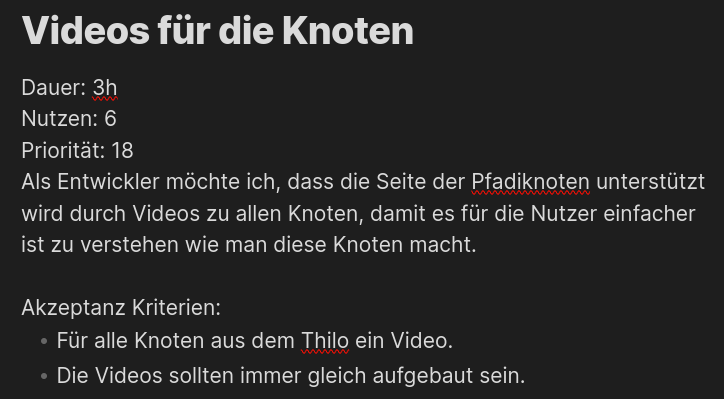 Videos für die Knoten
Dauer: 3h
Nutzen: 6
Priorität: 18
Als Entwickler möchte ich, dass die Seite der Pfadiknoten unterstützt
wird durch Videos zu allen Knoten, damit es für die Nutzer einfacher
ist zu verstehen wie man diese Knoten macht.
Akzeptanz Kriterien:
• Für alle Knoten aus dem Thilo ein Video.
• Die Videos sollten immer gleich aufgebaut sein.